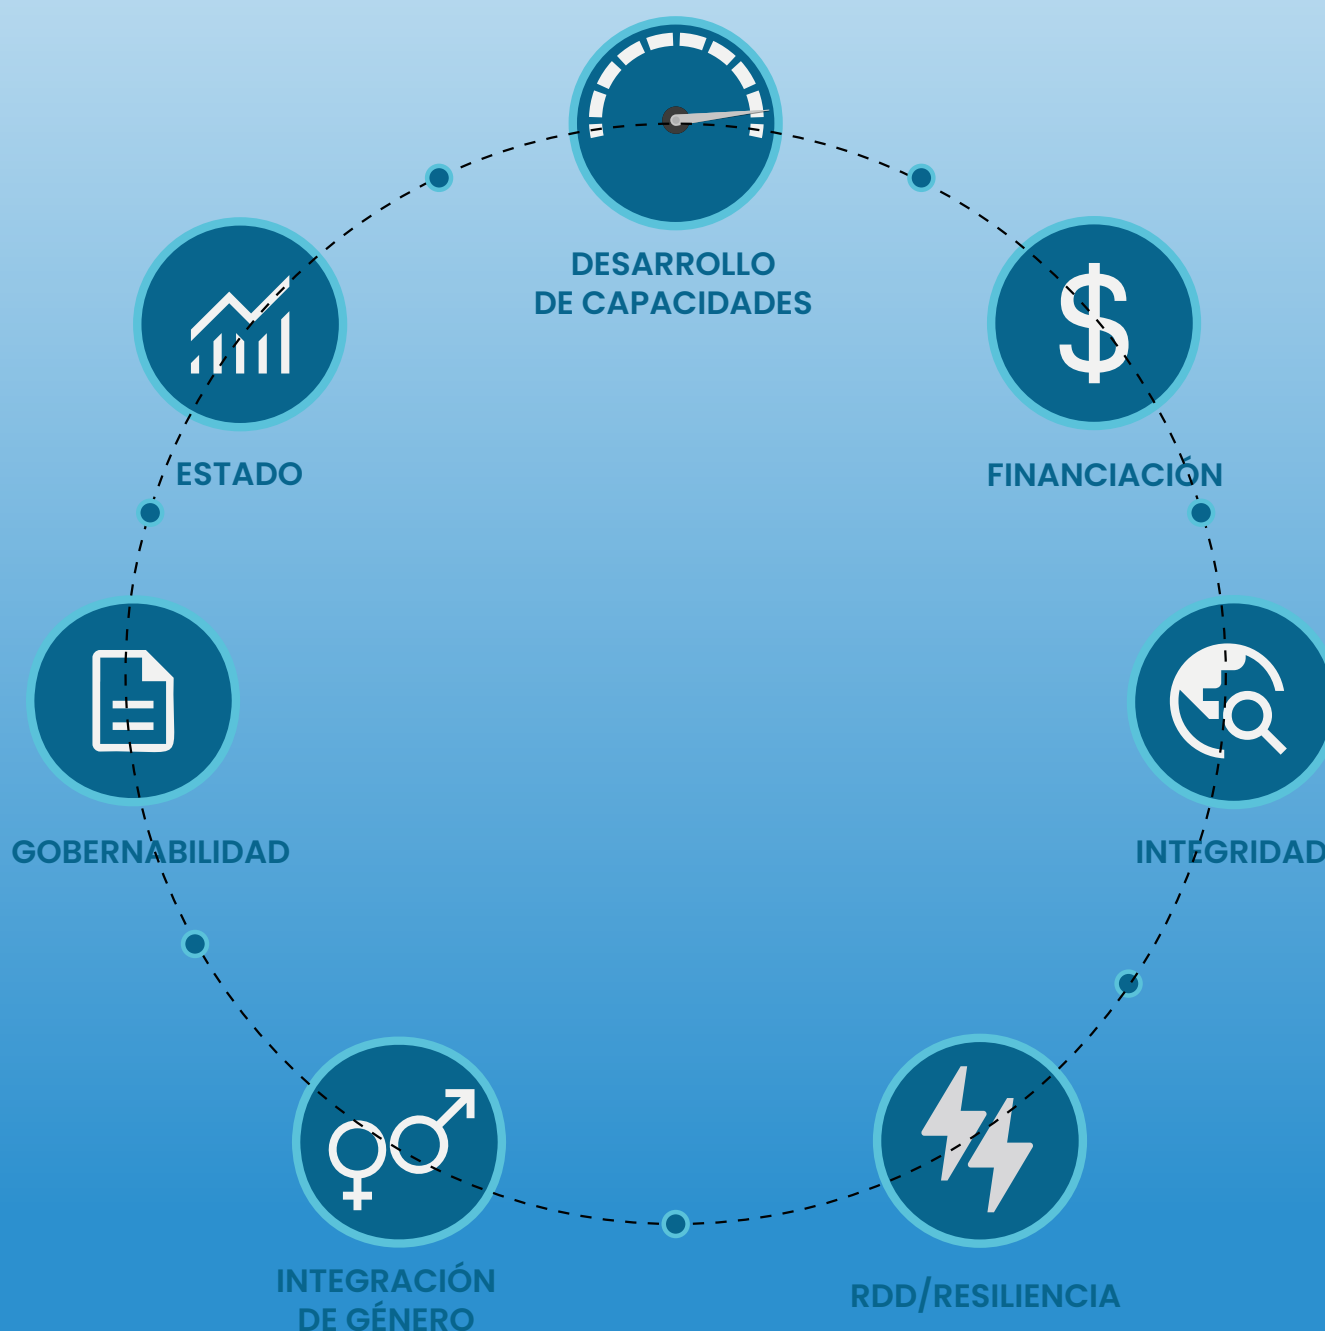 DESARROLLO
DE CAPACIDADES
ESTADO
FINANCIACIÓN
GOBERNABILIDAD
INTEGRIDAD
INTEGRACIÓN
DE GÉNERO
RDD/RESILIENCIA